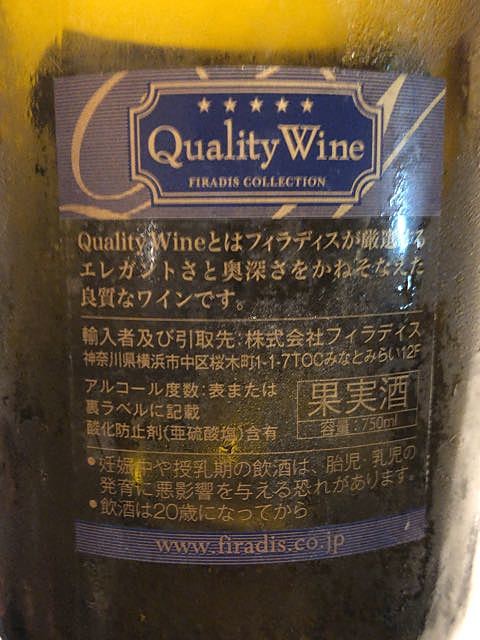 ★★★★★
Quality Wine
FIRADIS COLLECTION
Quality Wineとはフィラディスが厳選する
エレガントさと奥深さをかねそなえた
良質なワインです。
輸入者及び引取先:株式会社フィラディス
神奈川県横浜市中区桜木町1-1-7TOCみなとみらい12F
アルコール度数:表または
裏ラベルに記載
酸化防止剤(亜硫酸塩)含有
果実酒
容量:750ml
•妊娠中や授乳期の飲酒は、胎児・乳児の
発育に悪影響を与える恐れがあります。
•飲酒は20歳になってから
www.firadis.co.jp